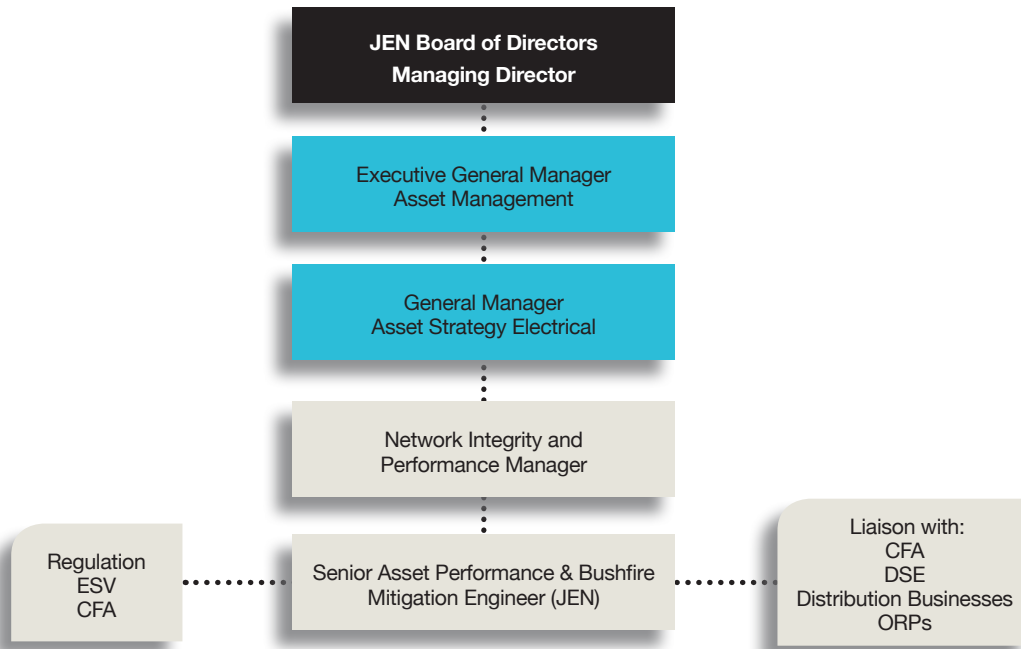 JEN Board of Directors
Managing Director
Executive General Manager
Asset Management
General Manager
Asset Strategy Electrical
Network Integrity and
Performance Manager
Regulation
ESV
CFA
Senior Asset Performance & Bushfire
Mitigation Engineer (JEN)
Liaison with:
CFA
DSE
Distribution Businesses
ORPs